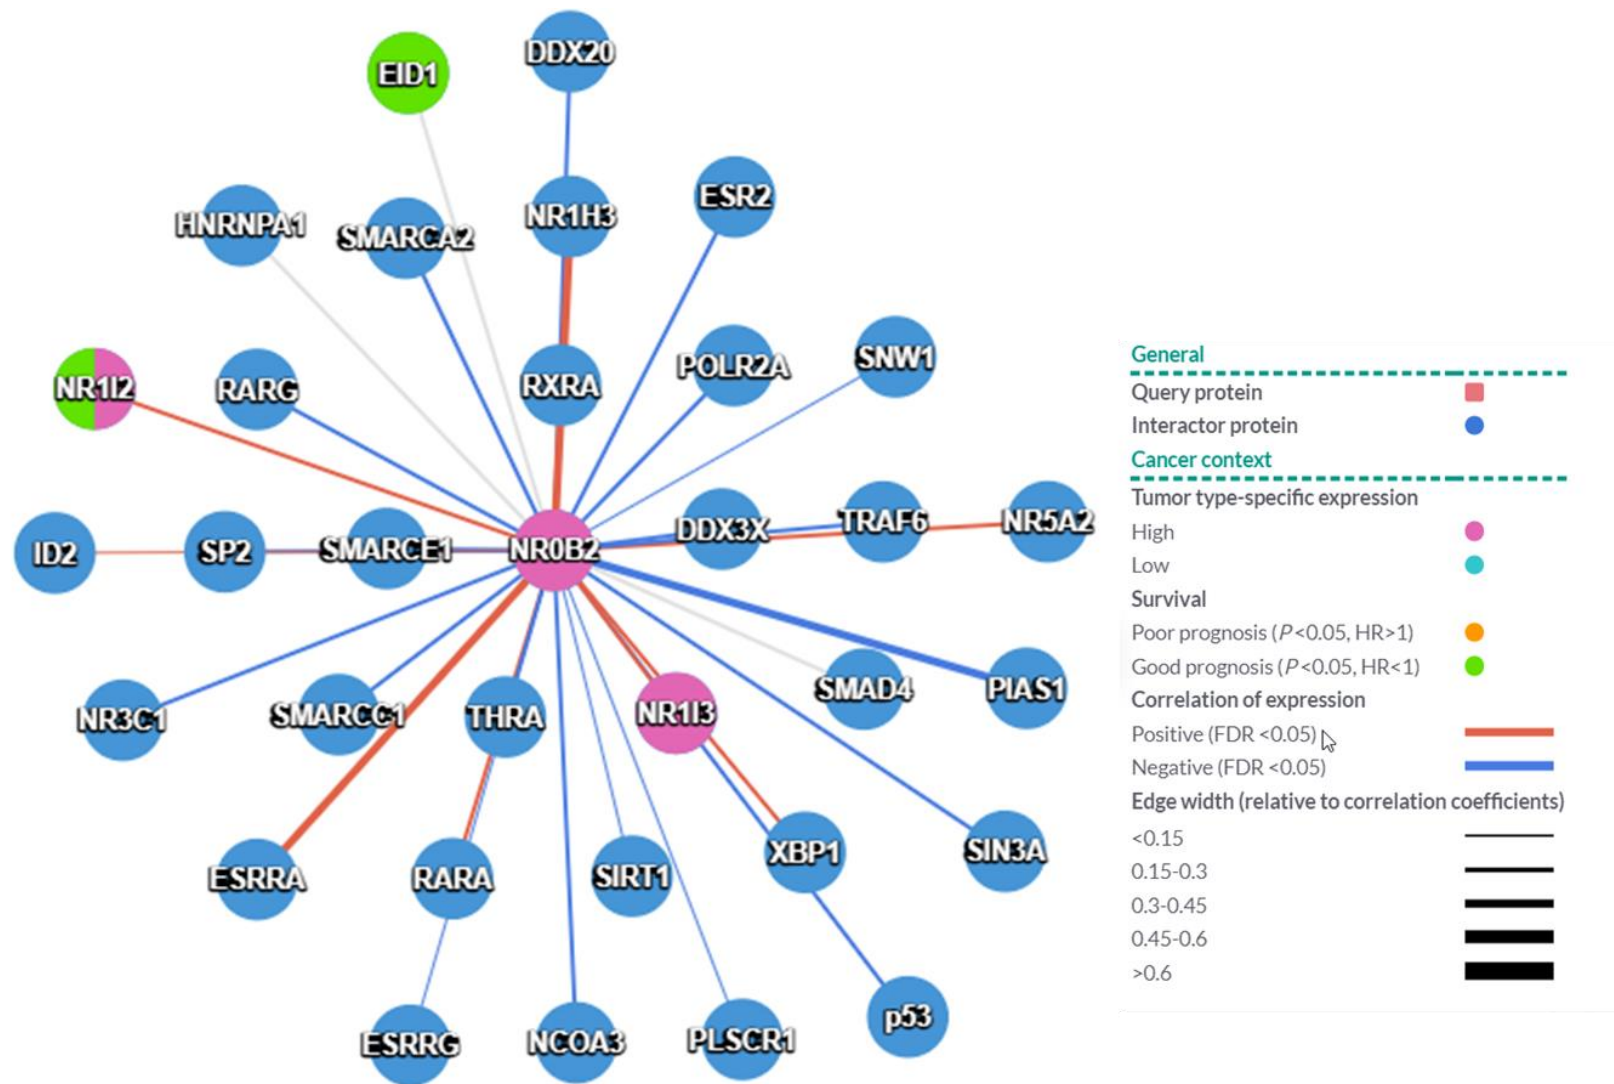 DDX20
EID1
ESR2
NR1H3
HNRNPA1
SMARCA2
SNW1
POLR2A
NR1I2
RARG
RXRA
TRAF6
NR5A2
DDX3X
ID2
SP2
SMARCE1
NR0B2
SMAD4
PIAS1
NR3C1
SMARCC1
THRA
NR1I3
XBP1
SIN3A
ESRRA
RARA
SIRT1
p53
ESRRG
NCOA3
PLSCR1
General
Query protein
Interactor protein
Cancer context
Tumor type-specific expression
High
Low
Survival
Poor prognosis (P<0.05, HR>1)
Good prognosis (P<0.05, HR<1)
Correlation of expression
Positive (FDR <0.05)
Negative (FDR <0.05)
Edge width (relative to correlation coefficients)
<0.15
0.15-0.3
0.3-0.45
0.45-0.6
>0.6